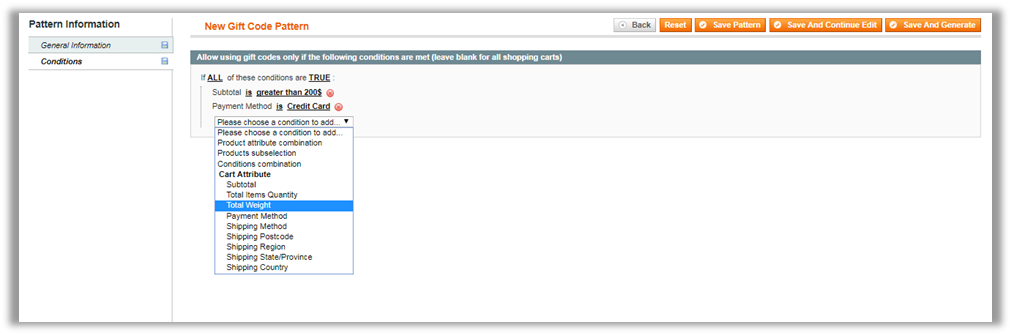 Pattern Information
General Information
Conditions
New Gift Code Pattern
Back Reset Save Pattern Save And Continue Edit Save And Generate
Allow using gift codes only if the following conditions are met (leave blank for all shopping carts)
If ALL of these conditions are TRUE :
Subtotal is greater than 200$
Payment Method is Credit Card
Please choose a condition to add...
Please choose a condition to add...
Product attribute combination
Products subselection
Conditions combination
Cart Attribute
Subtotal
Total Items Quantity
Total Weight
Payment Method
Shipping Method
Shipping Postcode
Shipping Region
Shipping State/Province
Shipping Country